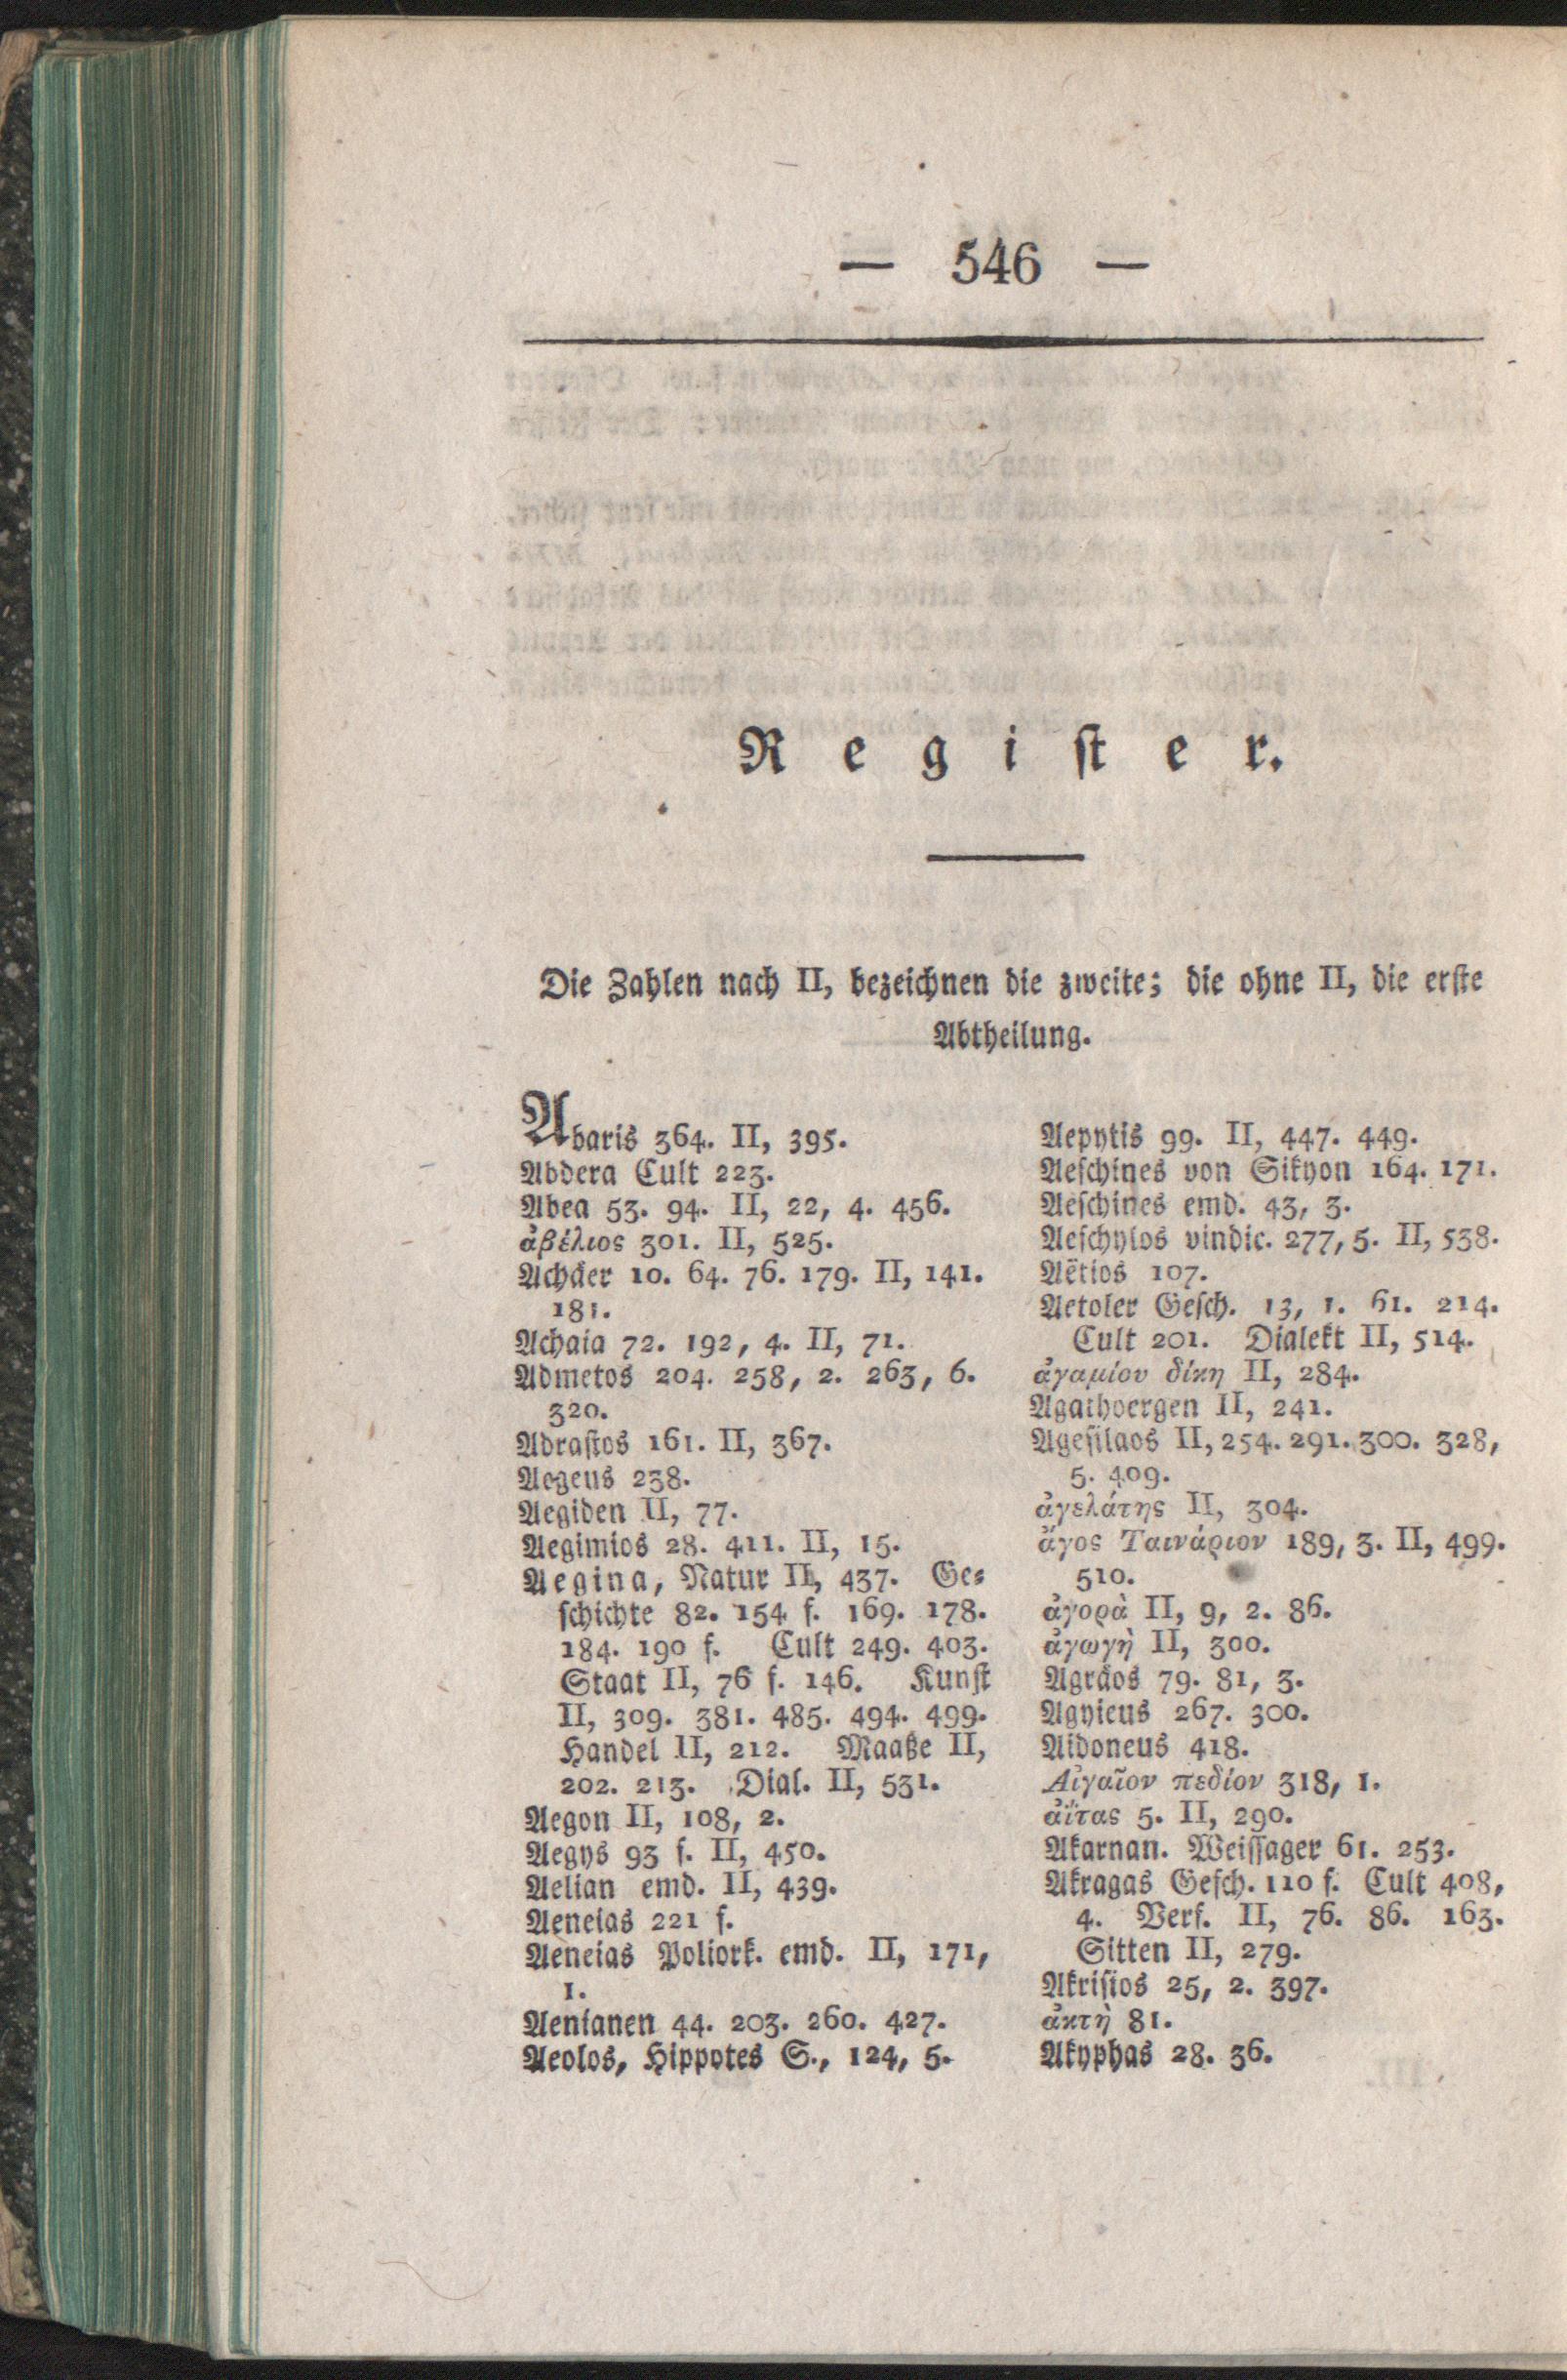 — 546 —
Regiſter.
Die Zahlen nach II, bezeichnen die zweite; die ohne II, die erſte
Abtheilung.
Abaris 364. II, 395.
Abdera Cult 223.
Abea 53. 94. II, 22, 4. 456.
ἀβέλιος 301. II, 525.
Achäer 10. 64. 76. 179. II, 141.
181.
Achaia 72. 192, 4. II, 71.
Admetos 204. 258, 2. 263, 6.
320.
Adraſtos 161. II, 367.
Aegeus 238.
Aegiden II, 77.
Aegimios 28. 411. II, 15.
Aegina, Natur II, 437. Ge⸗
ſchichte 82. 154 f. 169. 178.
184. 190 f. Cult 249. 403.
Staat II, 76 f. 146. Kunſt
II, 309. 381. 485. 494. 499.
Handel II, 212. Maaße II,
202. 213. Dial. II, 531.
Aegon II, 108, 2.
Aegys 93 f. II, 450.
Aelian emd. II, 439.
Aeneias 221 f.
Aeneias Poliork. emd. II, 171,
1.
Aenianen 44. 203. 260. 427.
Aeolos, Hippotes S., 124, 5.
Aepytis 99. II, 447. 449.
Aeſchines von Sikyon 164. 171.
Aeſchines emd. 43, 3.
Aeſchylos vindic. 277, 5. II, 538.
Aëtios 107.
Aetoler Geſch. 13, 1. 61. 214.
Cult 201. Dialekt II, 514.
ἀγαμίου δίκη II, 284.
Agathoergen II, 241.
Ageſilaos II, 254. 291. 300. 328,
5. 409.
ἀγελάτης II, 304.
ἄγος Ταινάριον 189, 3. II, 499.
510.
ἀγορὰ II, 9, 2. 86.
ἀγωγὴ II, 300.
Agräos 79. 81, 3.
Agyieus 267. 300.
Aidoneus 418.
Αἰγαῖον πεδίον 318, 1.
ἀΐτας 5. II, 290.
Akarnan. Weiſſager 61. 253.
Akragas Geſch. 110 f. Cult 408,
4. Verf. II, 76. 86. 163.
Sitten II, 279.
Akriſios 25, 2. 397.
ἀκτὴ 81.
Akyphas 28. 36.